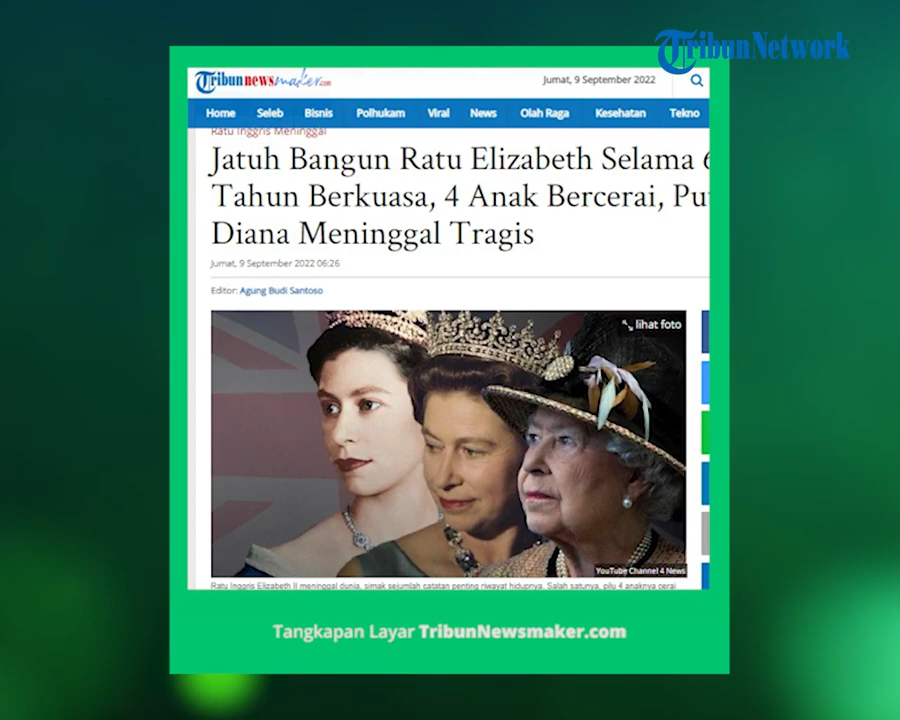 TribunNetwork
Tribunnewsmaker.com
Jumat, 9 September 2022
Home Seleb Bisnis Polhukam Viral News Olah Raga Kesehatan Tekno
Ratu Inggris Meninggal
Jatuh Bangun Ratu Elizabeth Selama 6
Tahun Berkuasa, 4 Anak Bercerai, Put
Diana Meninggal Tragis
Jumat, 9 September 2022 06:26
Editor: Agung Budi Santoso
lihat foto
YouTube Channel 4 News
Ratu Inggris Elizabeth II meninggal dunia, simak sejumlah catatan penting riwayat hidupnya. Salah satunya, pilu 4 anaknya cerai
Tangkapan Layar TribunNewsmaker.com